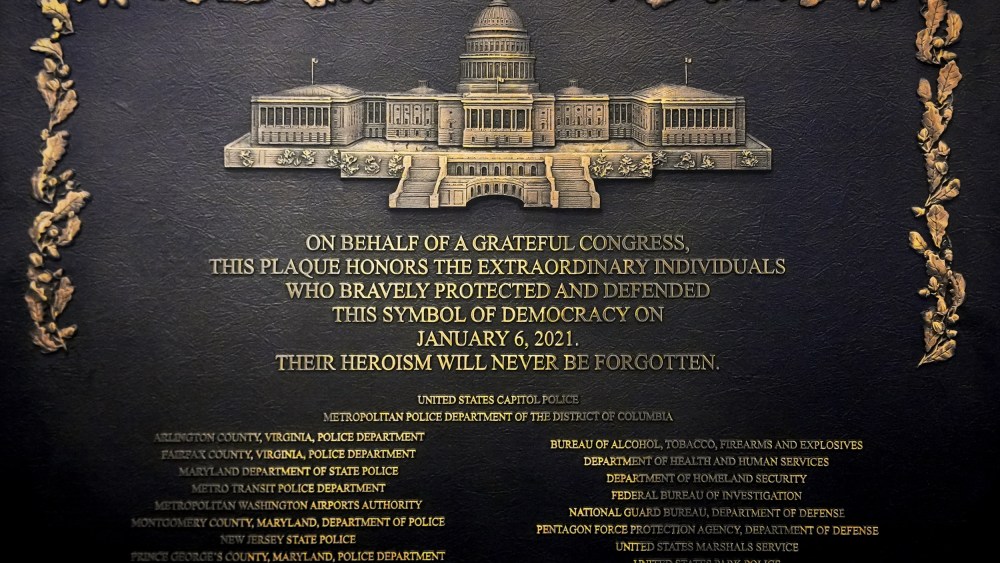 ON BEHALF OF A GRATEFUL CONGRESS,
THIS PLAQUE HONORS THE EXTRAORDINARY INDIVIDUALS
WHO BRAVELY PROTECTED AND DEFENDED
THIS SYMBOL OF DEMOCRACY ON
JANUARY 6, 2021.
THEIR HEROISM WILL NEVER BE FORGOTTEN.
UNITED STATES CAPITOL POLICE
METROPOLITAN POLICE DEPARTMENT OF THE DISTRICT OF COLUMBIA
ARLINGTON COUNTY, VIRGINIA, POLICE DEPARTMENT
FAIRFAX COUNTY, VIRGINIA, POLICE DEPARTMENT
MARYLAND DEPARTMENT OF STATE POLICE
METRO TRANSIT POLICE DEPARTMENT
METROPOLITAN WASHINGTON AIRPORTS AUTHORITY
MONTGOMERY COUNTY, MARYLAND, DEPARTMENT OF POLICE
NEW JERSEY STATE POLICE
PRINCE GEORGE'S COUNTY, MARYLAND, POLICE DEPARTMENT
BUREAU OF ALCOHOL, TOBACCO, FIREARMS AND EXPLOSIVES
DEPARTMENT OF HEALTH AND HUMAN SERVICES
DEPARTMENT OF HOMELAND SECURITY
FEDERAL BUREAU OF INVESTIGATION
NATIONAL GUARD BUREAU, DEPARTMENT OF DEFENSE
PENTAGON FORCE PROTECTION AGENCY, DEPARTMENT OF DEFENSE
UNITED STATES MARSHALS SERVICE
UNITED STATES PARK POLICE